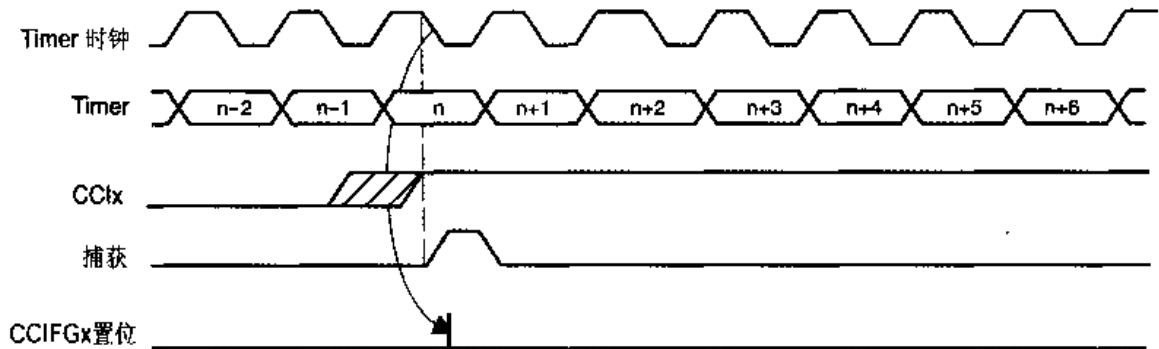 Timer 时钟
Timer
n-2 n-1 n n+1 n+2 n+3 n+4 n+5 n+6
CCIx
捕获
CCIFGx置位